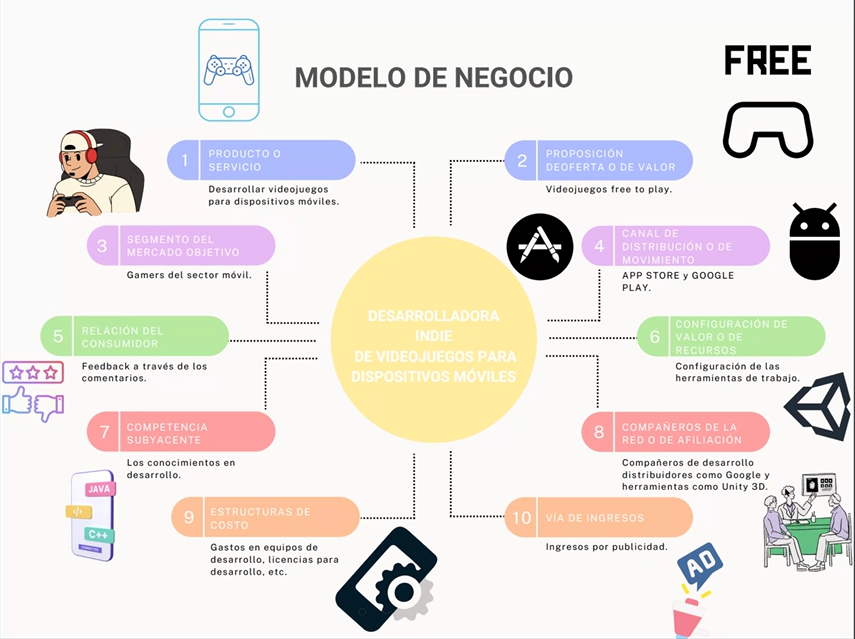 MODELO DE NEGOCIO
FREE
1
PRODUCTO O
SERVICIO
Desarrollar videojuegos
para dispositivos móviles.
2
PROPOSICIÓN
DEOFERTA O DE VALOR
Videojuegos free to play.
3
SEGMENTO DEL
MERCADO OBJETIVO
Gamers del sector móvil.
4
CANAL DE
DISTRIBUCIÓN O DE
MOVIMIENTO
APP STORE y GOOGLE
PLAY.
DESARROLLADORA
INDIE
DE VIDEOJUEGOS PARA
DISPOSITIVOS MÓVILES
5
RELACIÓN DEL
CONSUMIDOR
Feedback a través de los
comentarios.
6
CONFIGURACIÓN DE
VALOR O DE
RECURSOS
Configuración de las
herramientas de trabajo.
7
COMPETENCIA
SUBYACENTE
Los conocimientos en
desarrollo.
8
COMPAÑEROS DE LA
RED O DE AFILIACIÓN
Compañeros de desarrollo
distribuidores como Google y
herramientas como Unity 3D.
JAVA
</>
C++
9
ESTRUCTURAS DE
COSTO
Gastos en equipos de
desarrollo, licencias para
desarrollo, etc.
10
VÍA DE INGRESOS
Ingresos por publicidad.
AD